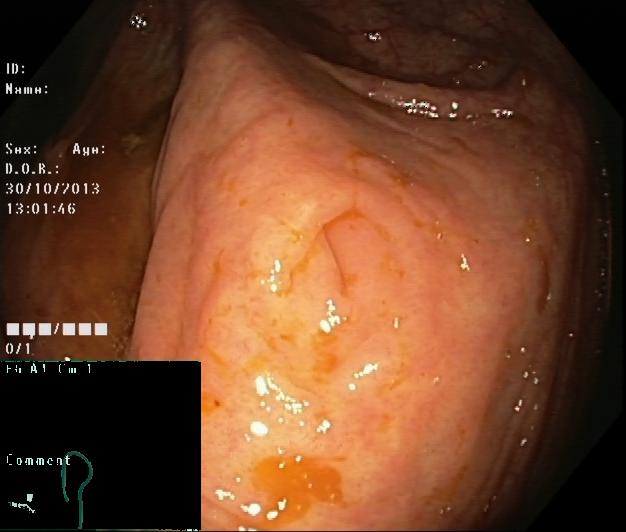 ID:
Name:
Sex: Age:
D.O.B.:
30/10/2013
13:01:46
■■■/■■■
0/1
Comment